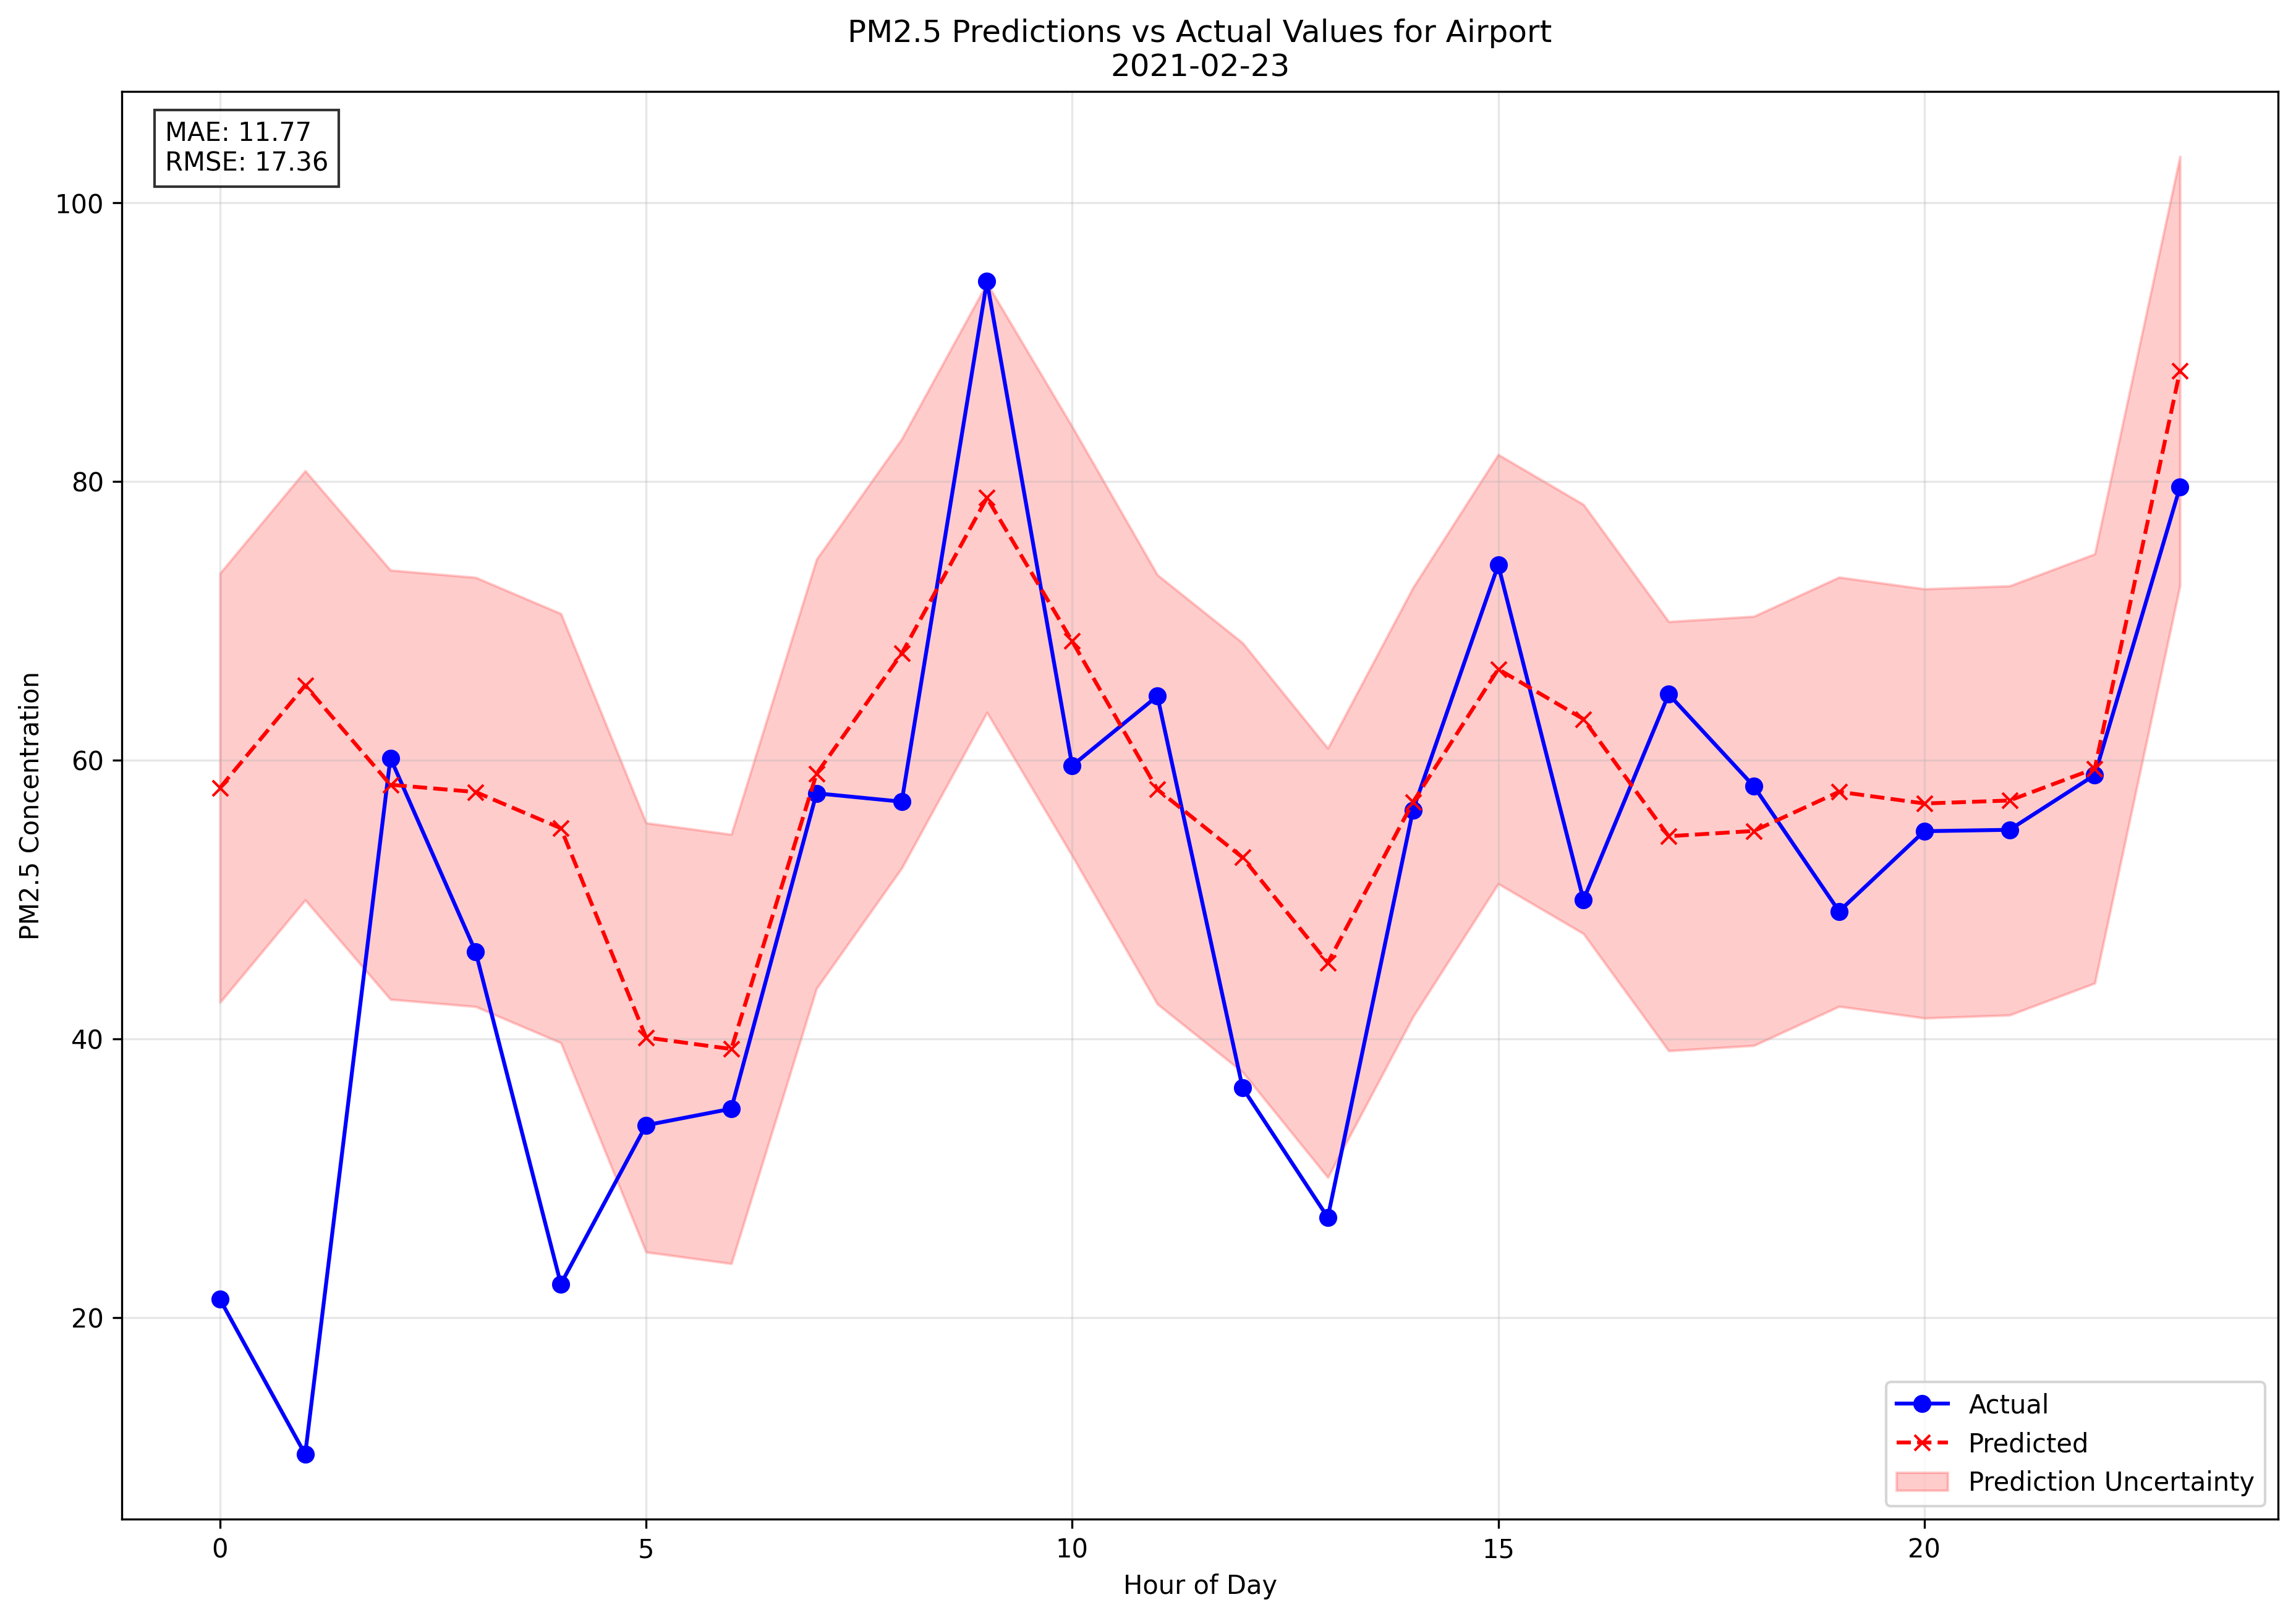 PM2.5 Predictions vs Actual Values for Airport
2021-02-23
MAE: 11.77
RMSE: 17.36
PM2.5 Concentration
100
80
60
40
20
0
5
10
15
20
Hour of Day
Actual
Predicted
Prediction Uncertainty